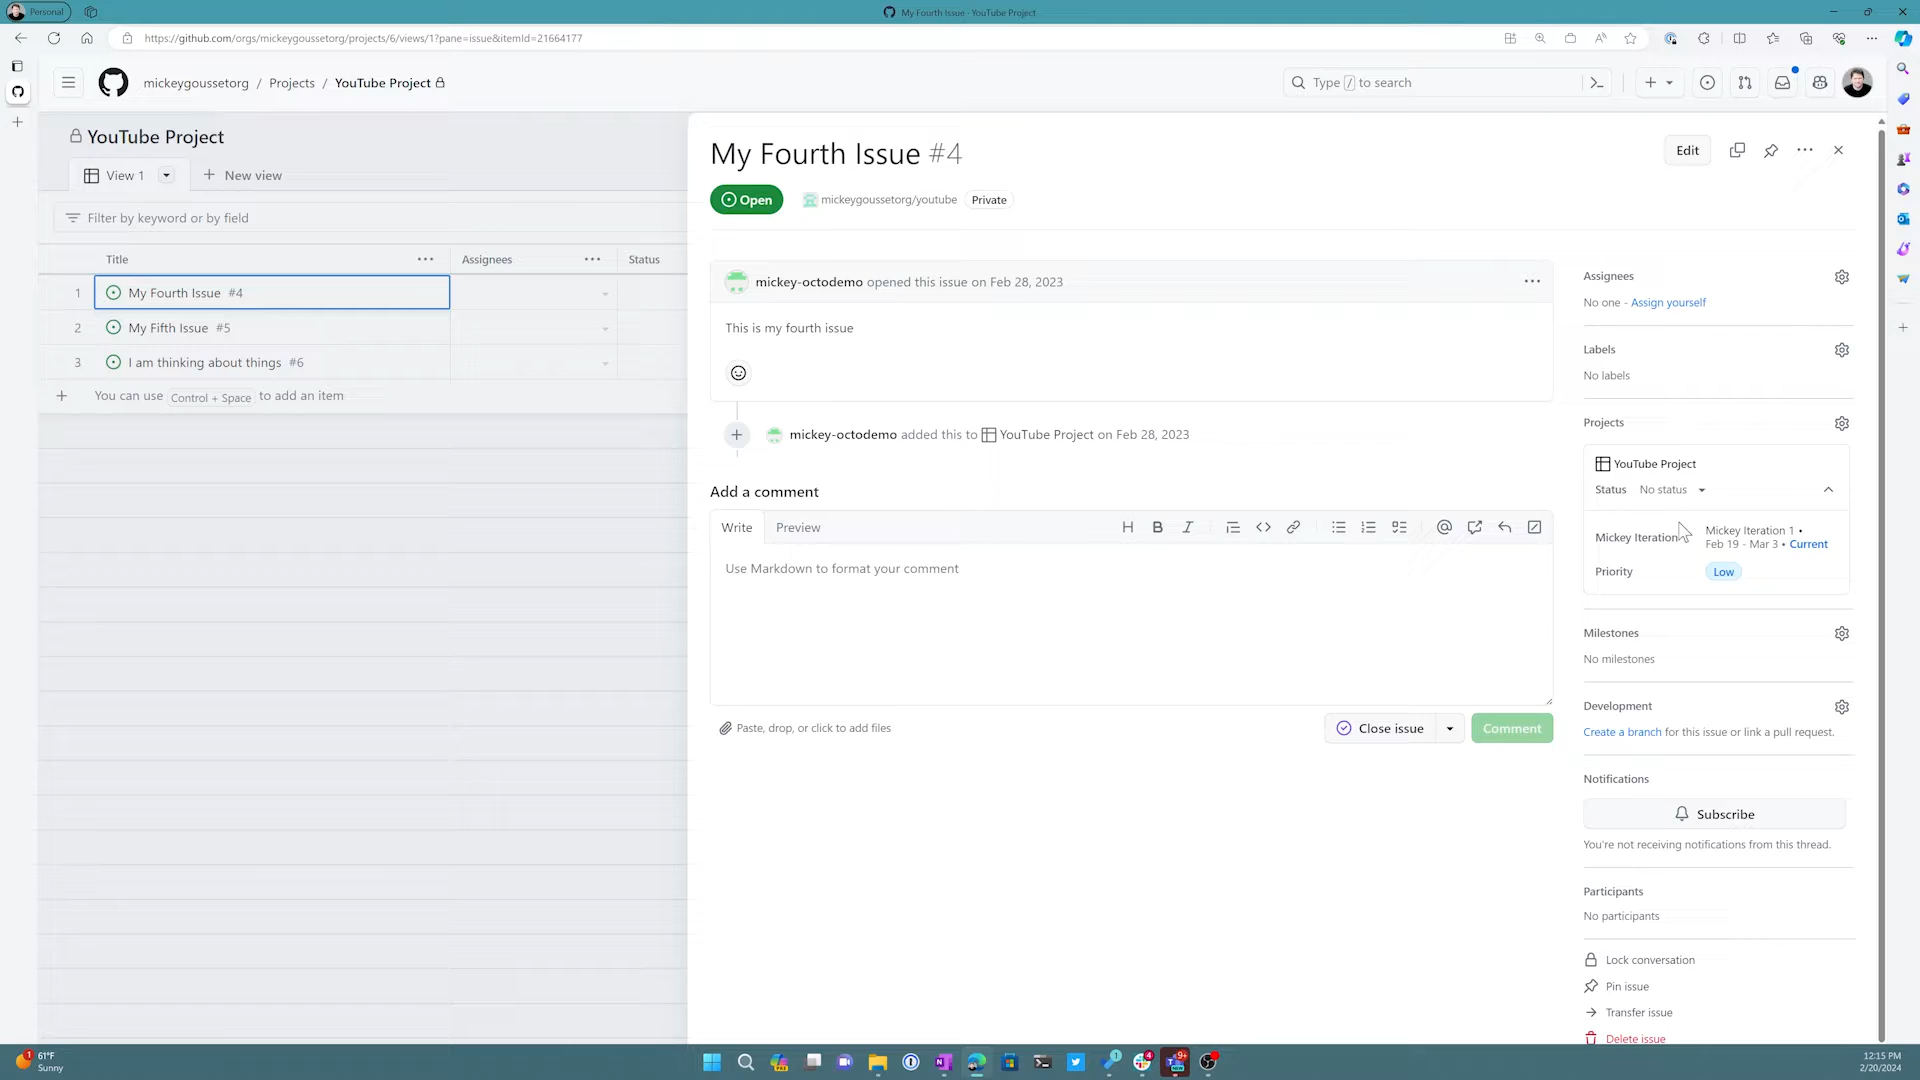 Personal
My Fourth Issue · YouTube Project
https://github.com/orgs/mickeygoussetorg/projects/6/views/1?pane=issue&itemId=21664177
mickeygoussetorg / Projects / YouTube Project
Type / to search
YouTube Project
View 1
New view
Filter by keyword or by field
Title
Assignees
Status
1 My Fourth Issue #4
2 My Fifth Issue #5
3 I am thinking about things #6
You can use Control + Space to add an item
My Fourth Issue #4
Edit
Open
mickeygoussetorg/youtube
Private
mickey-octodemo opened this issue on Feb 28, 2023
This is my fourth issue
mickey-octodemo added this to YouTube Project on Feb 28, 2023
Add a comment
Write
Preview
Use Markdown to format your comment
Paste, drop, or click to add files
Close issue
Comment
Assignees
No one - Assign yourself
Labels
No labels
Projects
YouTube Project
Status No status
Mickey Iteration
Mickey Iteration 1 •
Feb 19 - Mar 3 • Current
Priority
Low
Milestones
No milestones
Development
Create a branch for this issue or link a pull request.
Notifications
Subscribe
You're not receiving notifications from this thread.
Participants
No participants
Lock conversation
Pin issue
Transfer issue
Delete issue
1
61°F
Sunny
1
4
9+
12:15 PM
2/20/2024